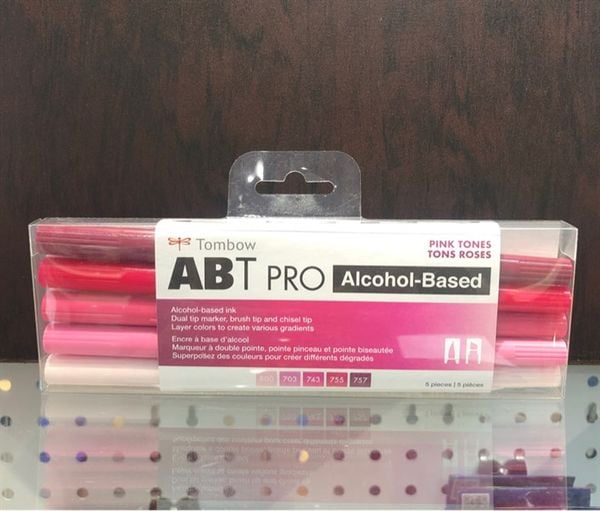 Tombow
ABT PRO Alcohol-Based
PINK TONES
TONS ROSES
Alcohol-based ink
Dual tip marker, brush tip and chisel tip
Layer colors to create various gradients
Encre à base d'alcool
Marqueur à double pointe, pointe pinceau et pointe biseautée
Superposez des couleurs pour créer différents dégradés
800 703 743 755 757
5 pieces | 5 pièces